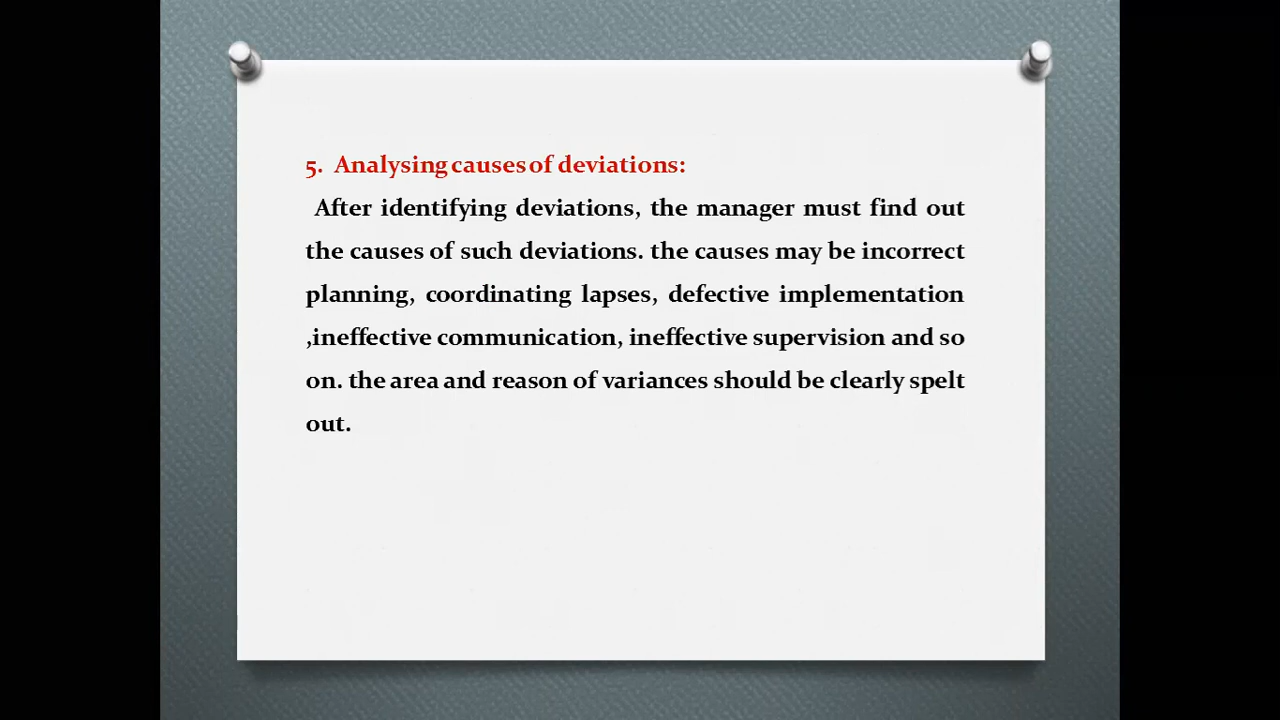 5. Analysing causes of deviations:
After identifying deviations, the manager must find out
the causes of such deviations. the causes may be incorrect
planning, coordinating lapses, defective implementation
,ineffective communication, ineffective supervision and so
on. the area and reason of variances should be clearly spelt
out.